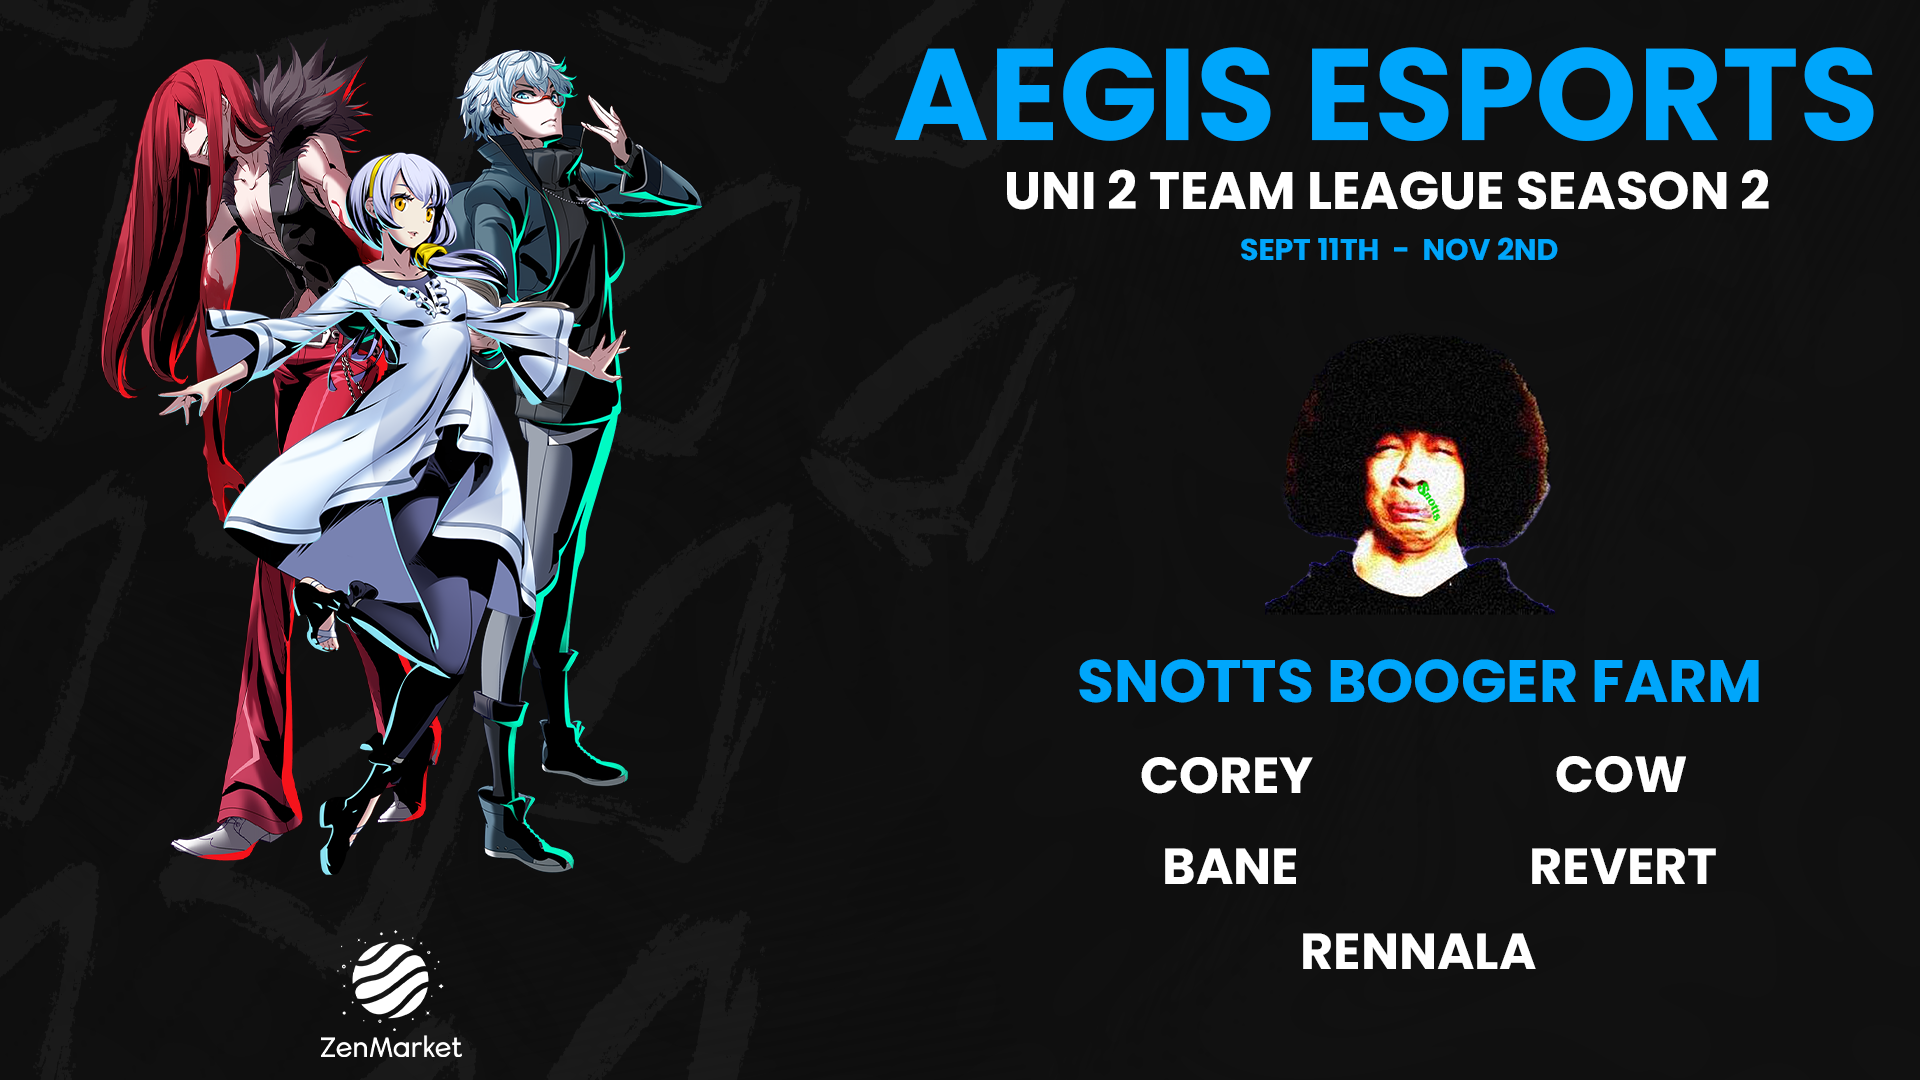 AEGIS ESPORTS
UNI 2 TEAM LEAGUE SEASON 2
SEPT 11TH - NOV 2ND
Snotts
SNOTTS BOOGER FARM
COREY
COW
BANE
REVERT
RENNALA
ZenMarket